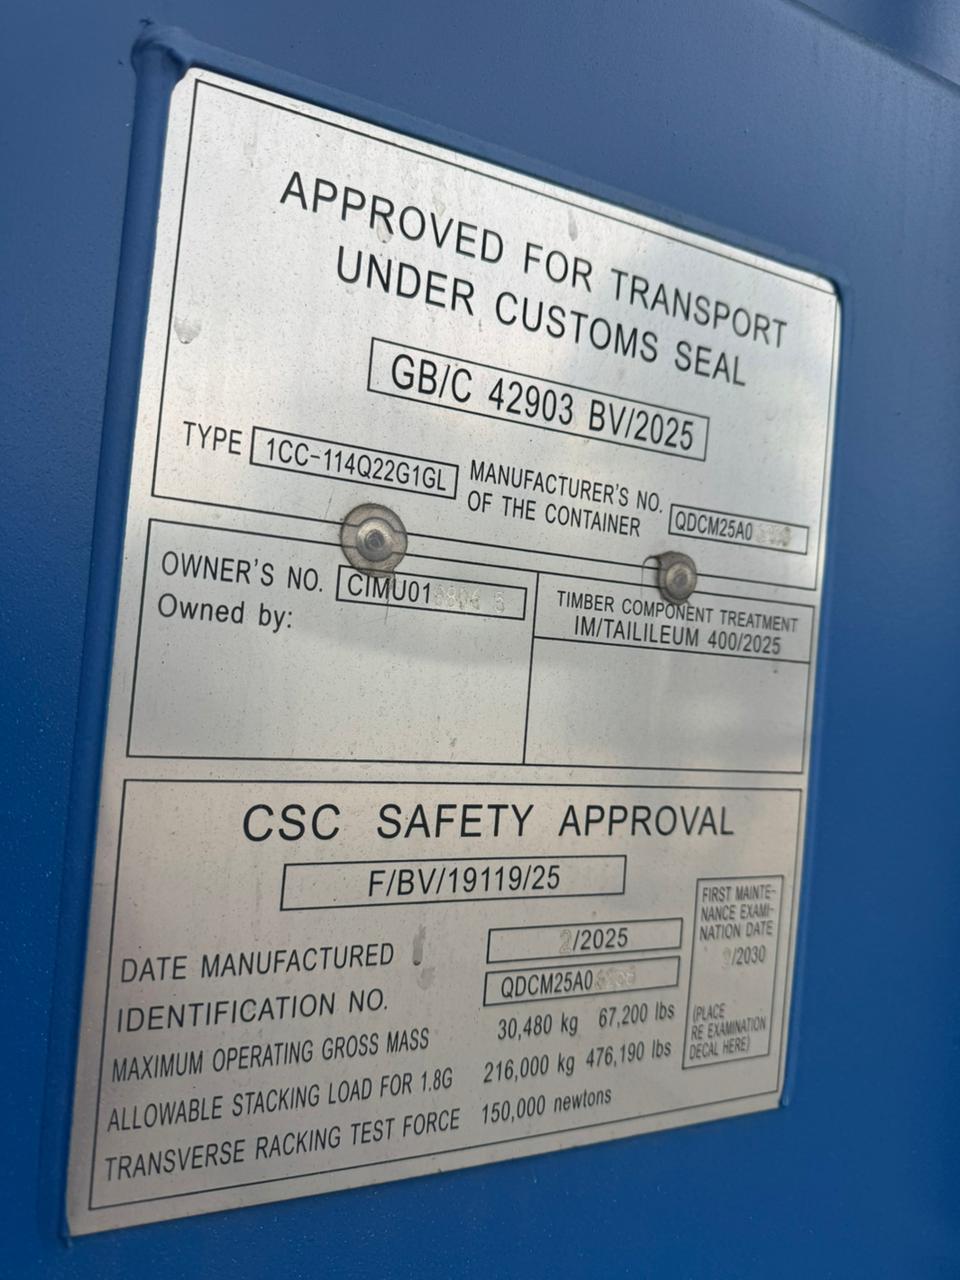 APPROVED FOR TRANSPORT
UNDER CUSTOMS SEAL
GB/C 42903 BV/2025
TYPE 1CC-114Q22G1GL MANUFACTURER'S NO. OF THE CONTAINER
OWNER'S NO.
Owned by:
TIMBER COMPONENT TREATMENT
IM/TAILILEUM 400/2025
CSC SAFETY APPROVAL
F/BV/19119/25
DATE MANUFACTURED
IDENTIFICATION NO.
MAXIMUM OPERATING GROSS MASS 30,480 kg 67,200 lbs
ALLOWABLE STACKING LOAD FOR 1.8G 216,000 kg 476,190 lbs
TRANSVERSE RACKING TEST FORCE 150,000 newtons
FIRST MAINTE-
NANCE EXAMI-
NATION DATE
(PLACE
RE EXAMINATION
DECAL HERE)